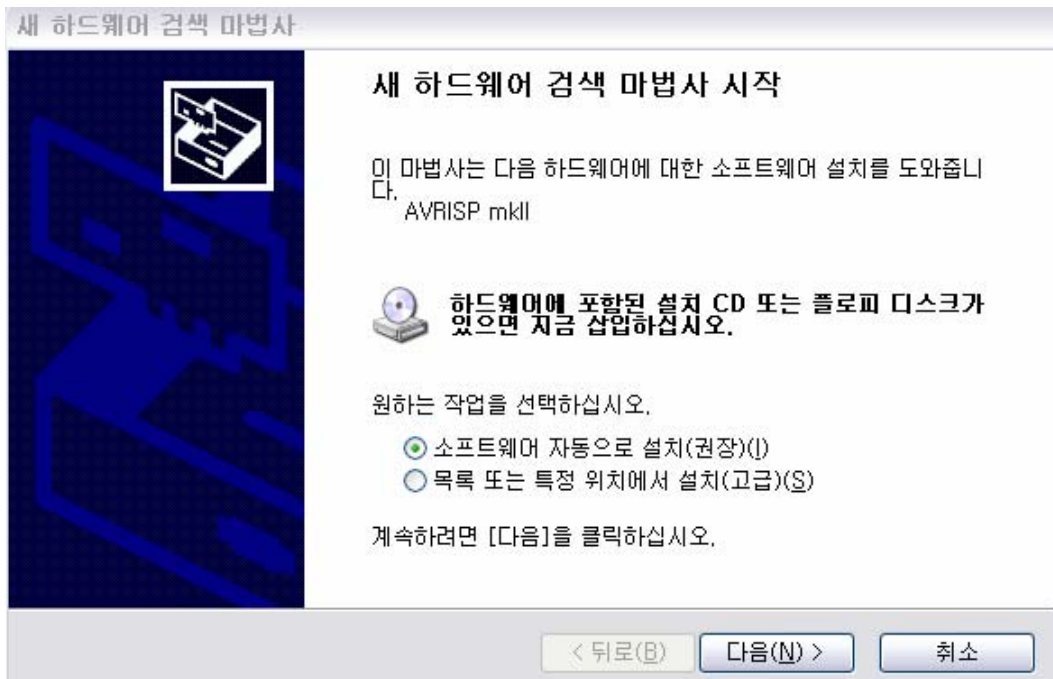 새 하드웨어 검색 마법사
새 하드웨어 검색 마법사 시작
이 마법사는 다음 하드웨어에 대한 소프트웨어 설치를 도와줍니
다.
AVRISP mkII
하드웨어에 포함된 설치 CD 또는 플로피 디스크가
있으면 지금 삽입하십시오.
원하는 작업을 선택하십시오.
소프트웨어 자동으로 설치(권장)(I)
목록 또는 특정 위치에서 설치(고급)(S)
계속하려면 [다음]을 클릭하십시오.
< 뒤로(B) 다음(N) > 취소